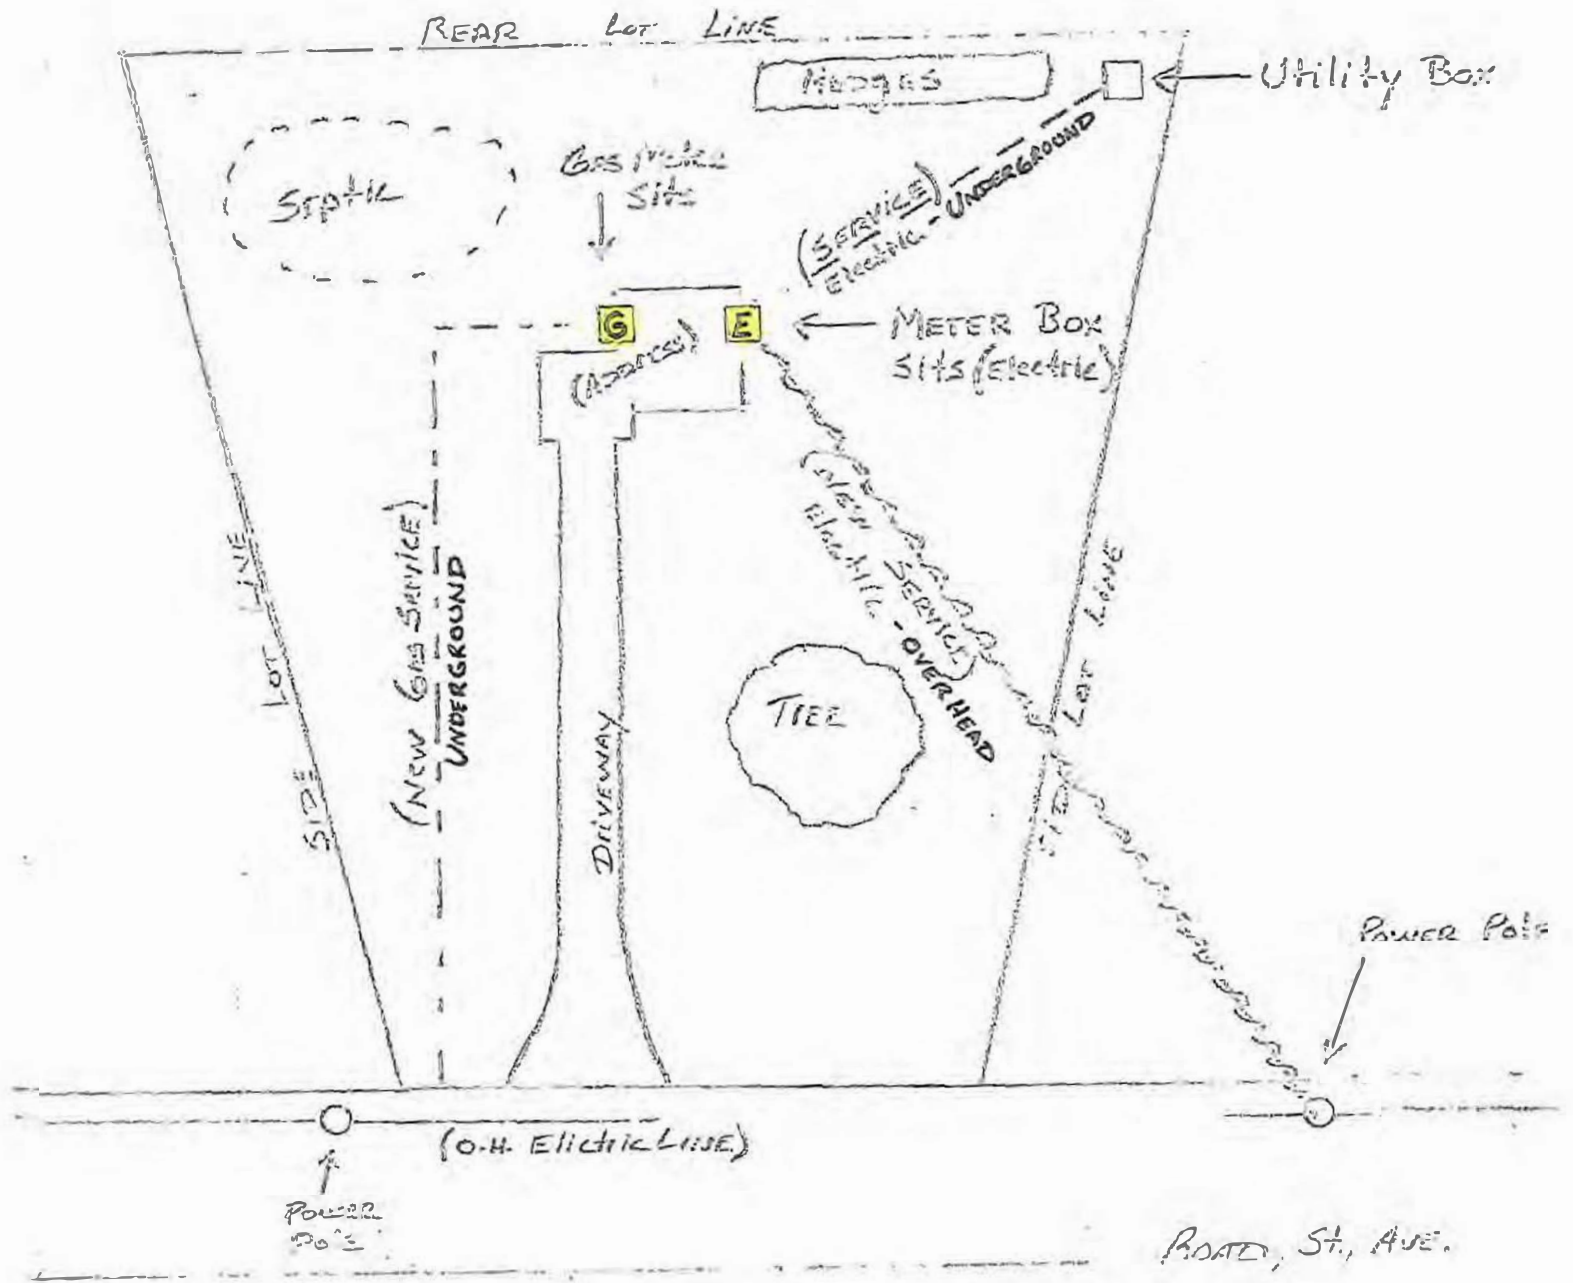 REAR LOT LINE
Hedges
Utility Box
Septic
Gas Meter
Sits
(SERVICE)
Electric - UNDERGROUND
G
E
METER BOX
Sits (Electric)
(ADDRESS)
(NEW GAS SERVICE)
UNDERGROUND
SIDE LOT LINE
DRIVEWAY
TREE
(NEW SERVICE)
Electric - OVERHEAD
SIDE LOT LINE
POWER Pole
(O.H. Electric LINE)
POWER
Pole
ROAD, St., AVE.